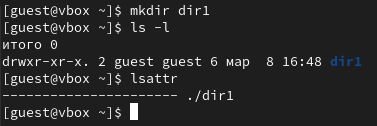 [guest@vbox ~]$ mkdir dir1
[guest@vbox ~]$ ls -l
итого 0
drwxr-xr-x. 2 guest guest 6 мар  8 16:48 dir1
[guest@vbox ~]$ lsattr
---------------------- ./dir1
[guest@vbox ~]$